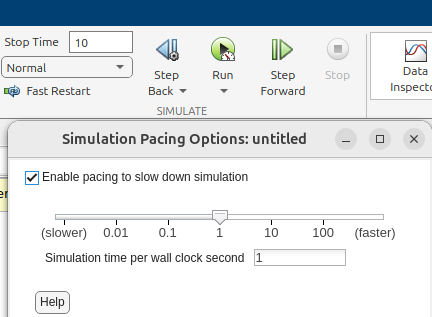 Stop Time 10
Normal
Fast Restart
Step Back
Run
Step Forward
Stop
Data
SIMULATE
Simulation Pacing Options: untitled
Enable pacing to slow down simulation
(slower) 0.01 0.1 1 10 100 (faster)
Simulation time per wall clock second 1
Help